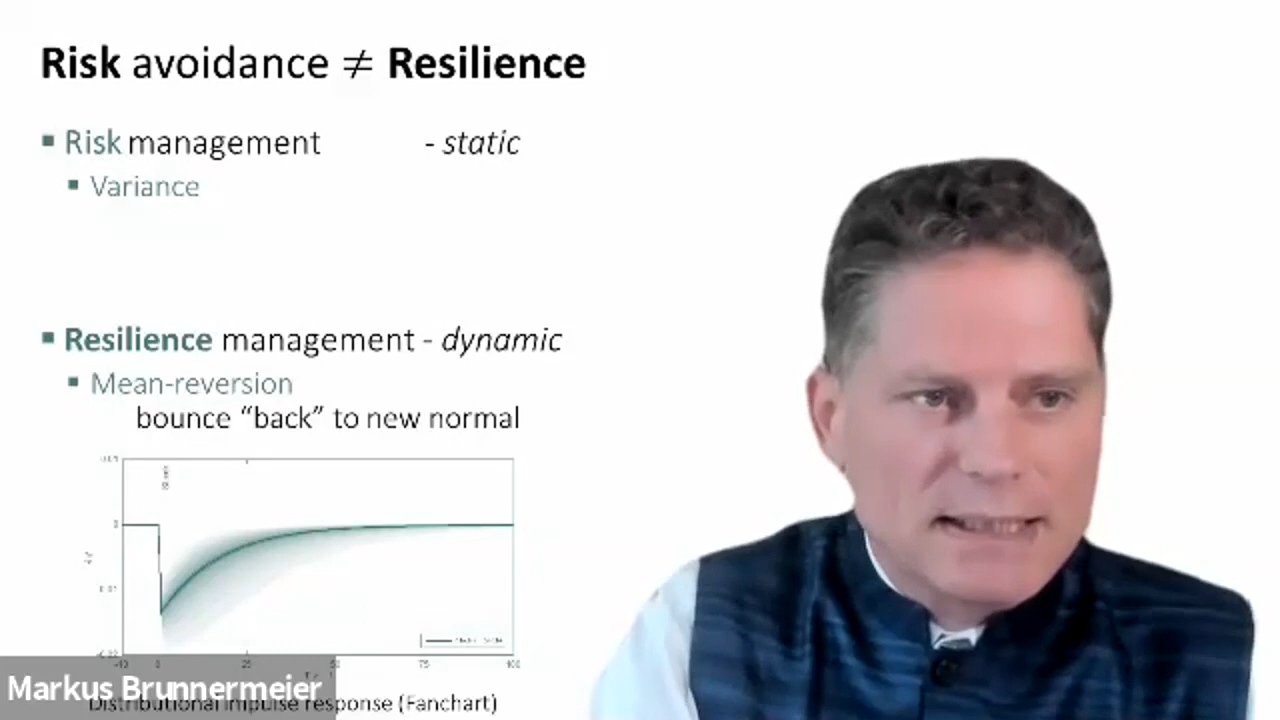 Risk avoidance ≠ Resilience
▪ Risk management - static
▪ Variance
▪ Resilience management - dynamic
▪ Mean-reversion
bounce “back” to new normal
0
25
50
75
100
Markus Brunnermeier
Distributional impulse response (Fanchart)